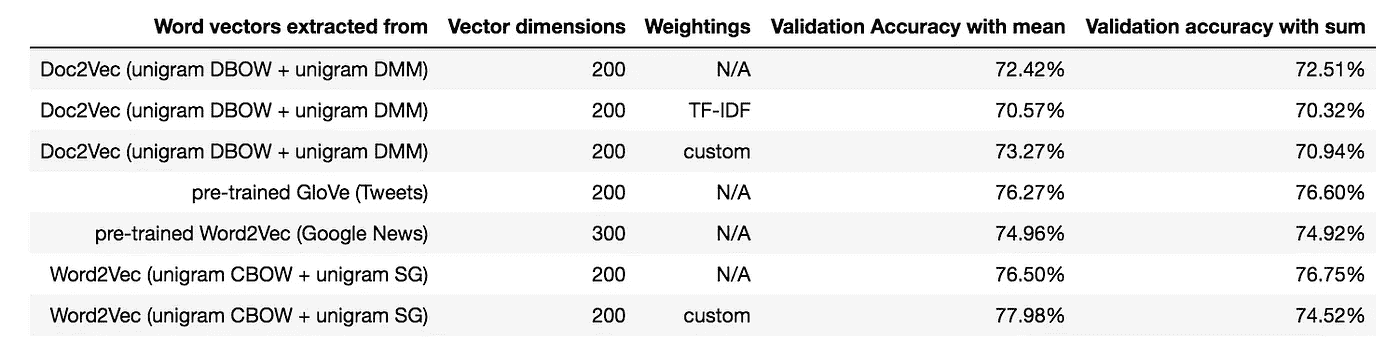 Word vectors extracted from Vector dimensions Weightings Validation Accuracy with mean Validation accuracy with sum
Doc2Vec (unigram DBOW + unigram DMM) 200 N/A 72.42% 72.51%
Doc2Vec (unigram DBOW + unigram DMM) 200 TF-IDF 70.57% 70.32%
Doc2Vec (unigram DBOW + unigram DMM) 200 custom 73.27% 70.94%
pre-trained GloVe (Tweets) 200 N/A 76.27% 76.60%
pre-trained Word2Vec (Google News) 300 N/A 74.96% 74.92%
Word2Vec (unigram CBOW + unigram SG) 200 N/A 76.50% 76.75%
Word2Vec (unigram CBOW + unigram SG) 200 custom 77.98% 74.52%